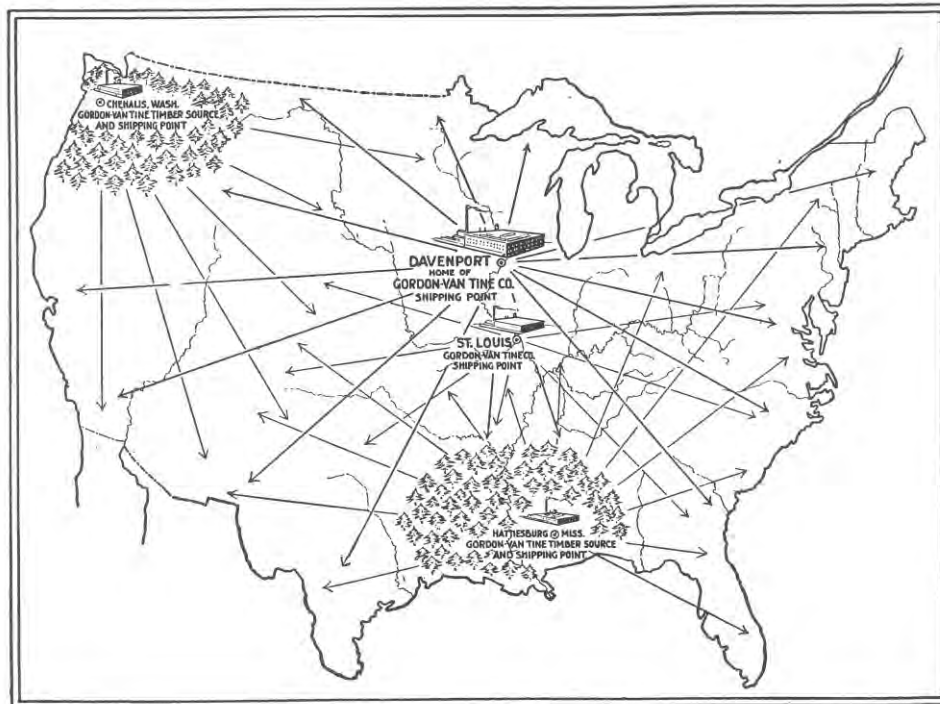 CHEHALIS, WASH.
GORDON-VAN TINE TIMBER SOURCE
AND SHIPPING POINT
DAVENPORT
HOME OF
GORDON-VAN TINE CO.
SHIPPING POINT
ST. LOUIS
GORDON-VAN TINE CO.
SHIPPING POINT
HATTIESBURG MISS.
GORDON-VAN TINE TIMBER SOURCE
AND SHIPPING POINT